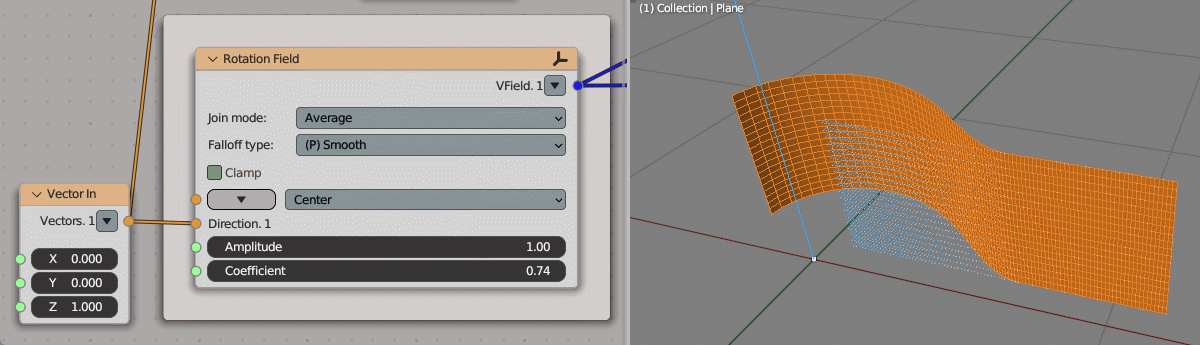 (1) Collection | Plane
Rotation Field
VField. 1
Join mode: Average
Falloff type: (P) Smooth
Clamp
Center
Direction. 1
Amplitude 1.00
Coefficient 0.74
Vector In
Vectors. 1
X 0.000
Y 0.000
Z 1.000